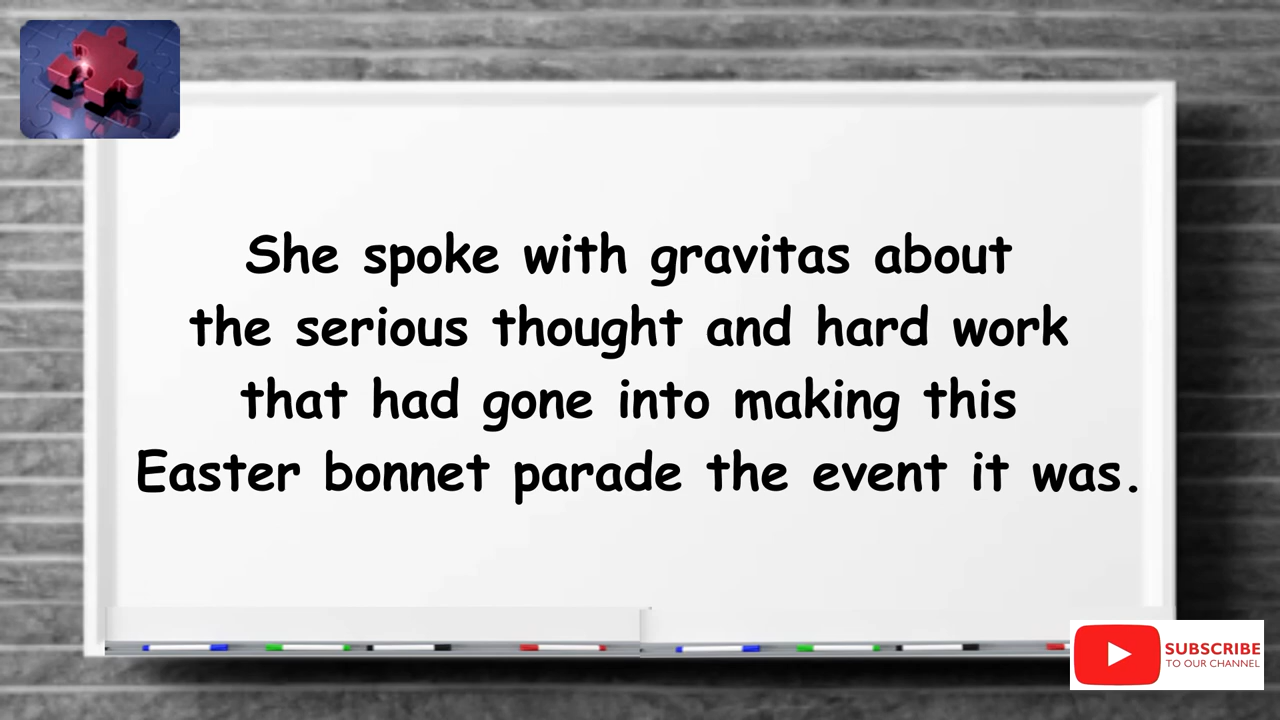 She spoke with gravitas about
the serious thought and hard work
that had gone into making this
Easter bonnet parade the event it was.
SUBSCRIBE
TO OUR CHANNEL